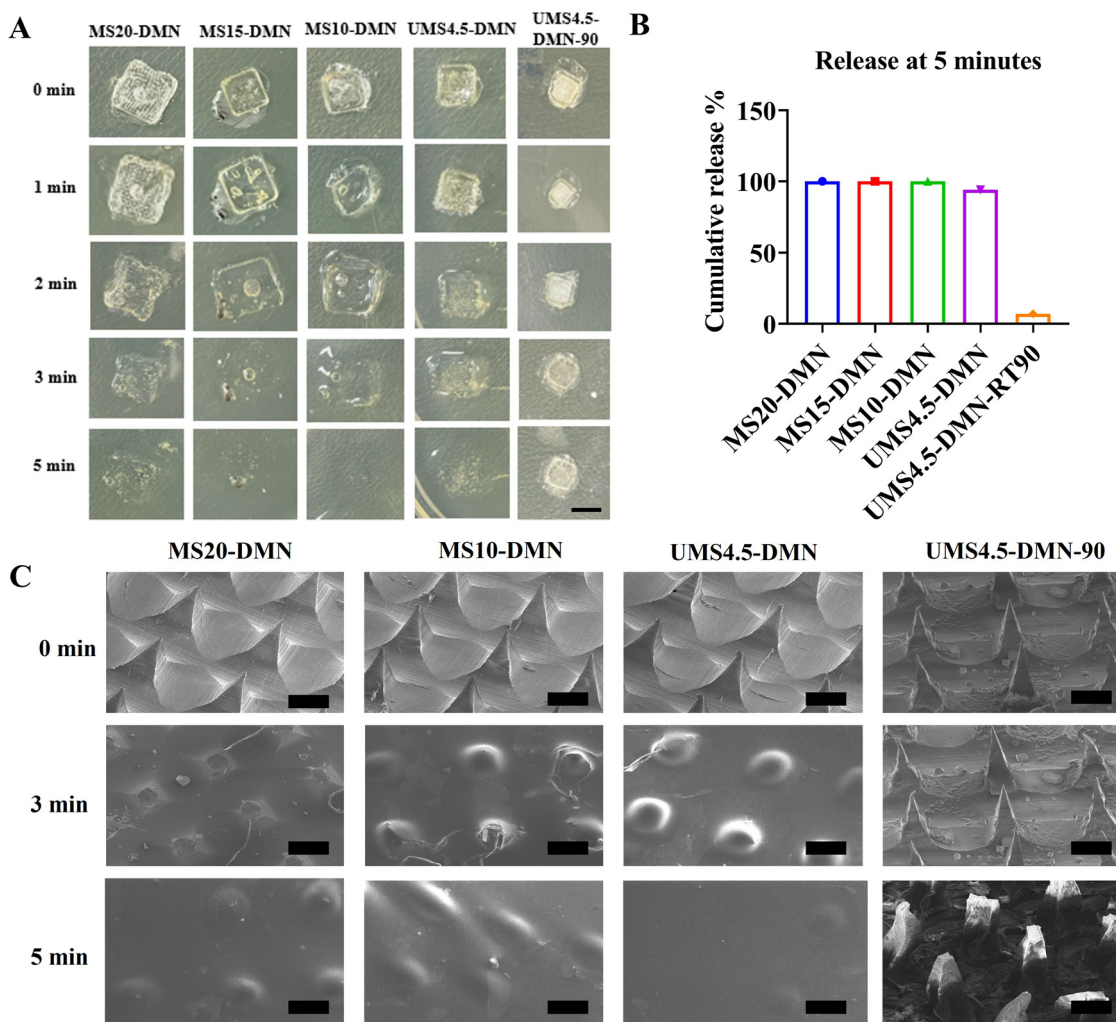 A
MS20-DMN MS15-DMN MS10-DMN UMS4.5-DMN UMS4.5-
DMN-90
0 min
1 min
2 min
3 min
5 min
B
Release at 5 minutes
Cumulative release %
150
100
50
0
MS20-DMN
MS15-DMN
MS10-DMN
UMS4.5-DMN
UMS4.5-DMN-RT90
C
MS20-DMN MS10-DMN UMS4.5-DMN UMS4.5-DMN-90
0 min
3 min
5 min